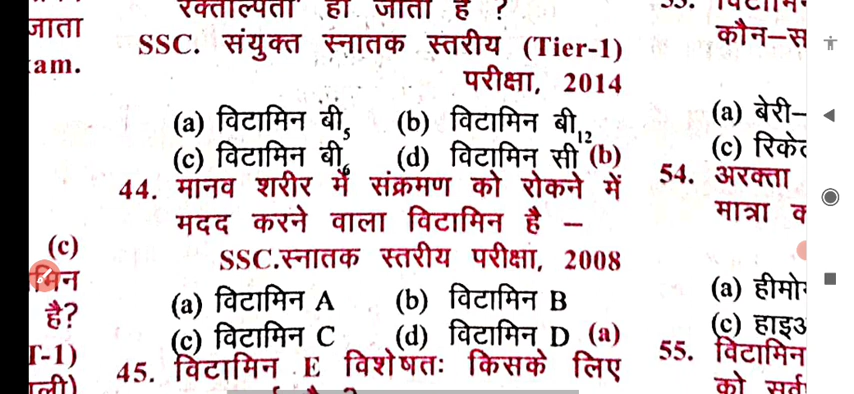 जाता
am.
(c)
है?
T-1)
रक्ताल्पता हो जाती है ?
SSC. संयुक्त स्नातक स्तरीय (Tier-1)
परीक्षा, 2014
(a) विटामिन बी₅ (b) विटामिन बी₁₂
(c) विटामिन बी₆ (d) विटामिन सी (b)
44. मानव शरीर में संक्रमण को रोकने में
मदद करने वाला विटामिन है –
SSC.स्नातक स्तरीय परीक्षा, 2008
(a) विटामिन A (b) विटामिन B
(c) विटामिन C (d) विटामिन D (a)
45. विटामिन E विशेषतः किसके लिए
कौन–स
(a) बेरी–
(c) रिके
54. अरक्ता
मात्रा
(a) हीमो
(c) हाइड
55. विटामिन
को